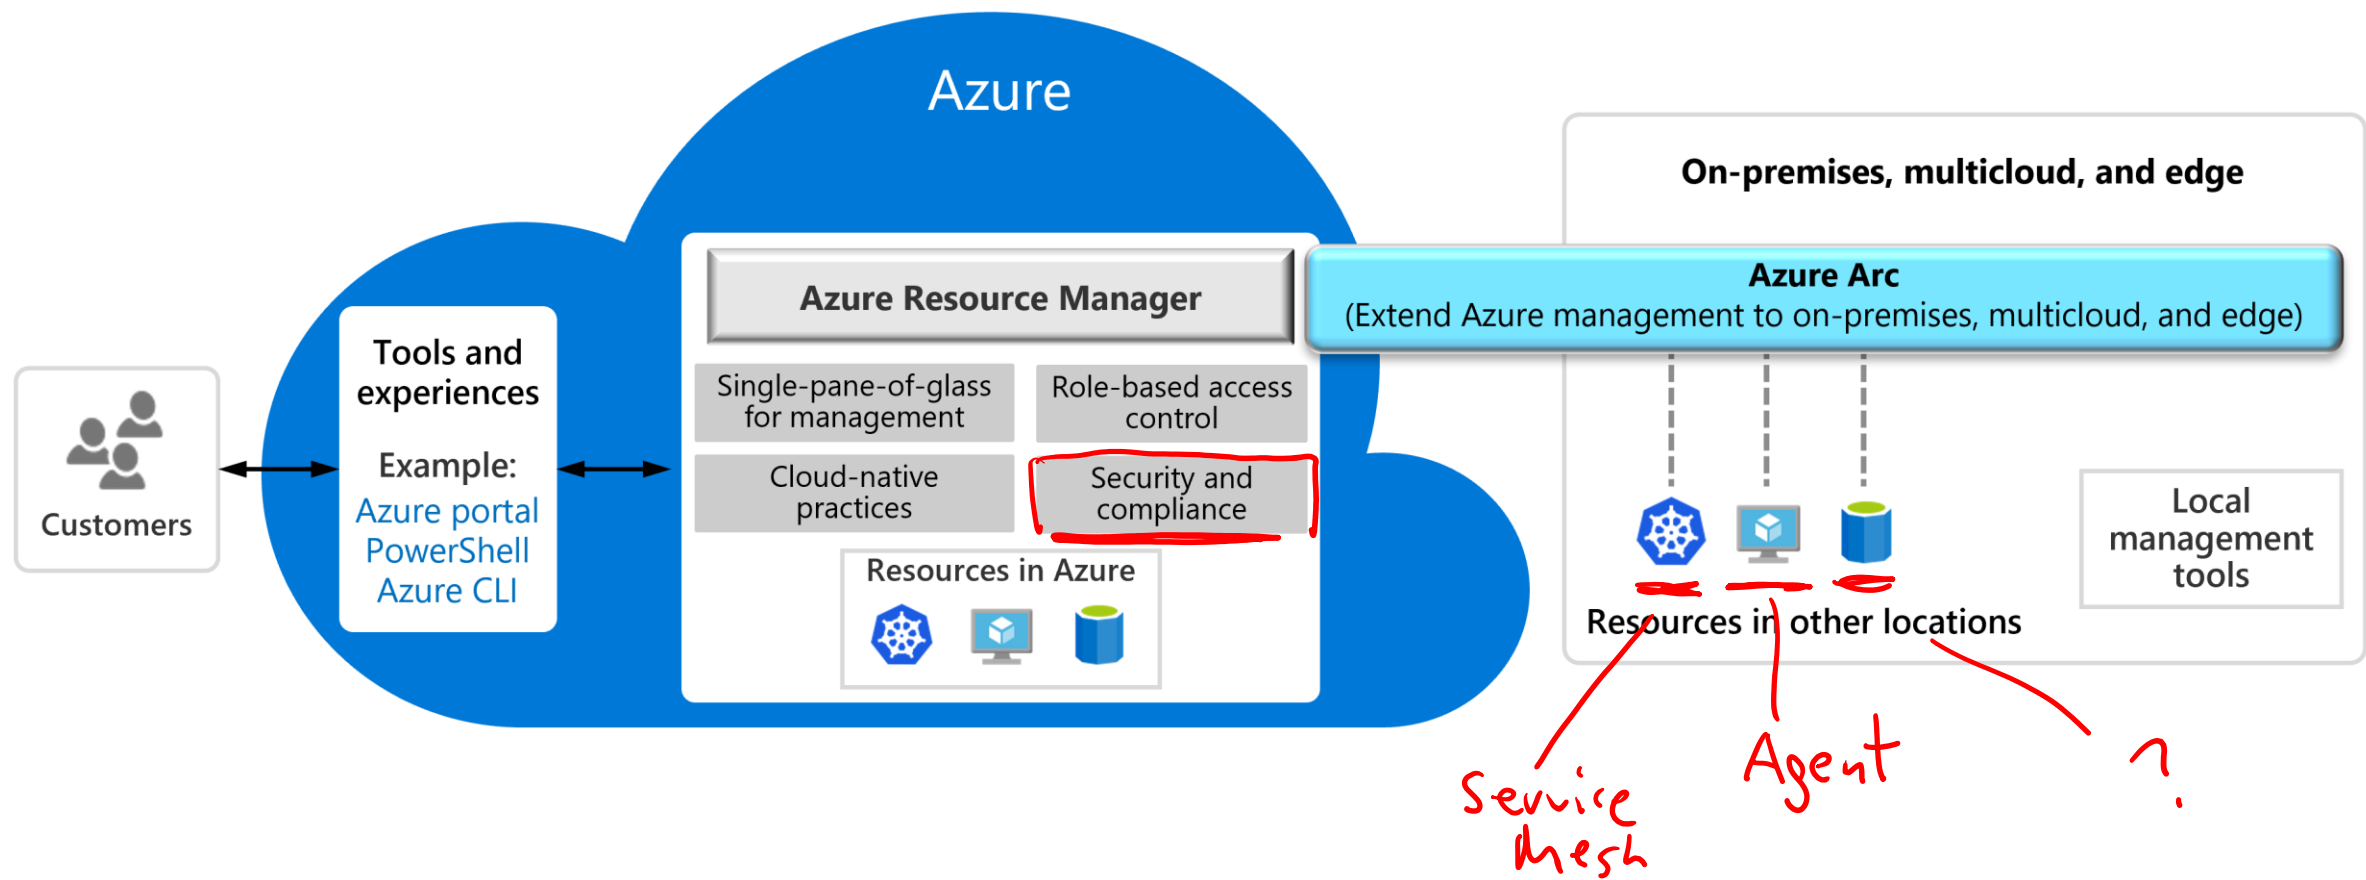 Azure
On-premises, multicloud, and edge
Azure Resource Manager
Azure Arc
(Extend Azure management to on-premises, multicloud, and edge)
Tools and
experiences
Example:
Azure portal
PowerShell
Azure CLI
Customers
Single-pane-of-glass
for management
Role-based access
control
Cloud-native
practices
Security and
compliance
Resources in Azure
Local
management
tools
Resources in other locations
Service
Mesh
Agent
?